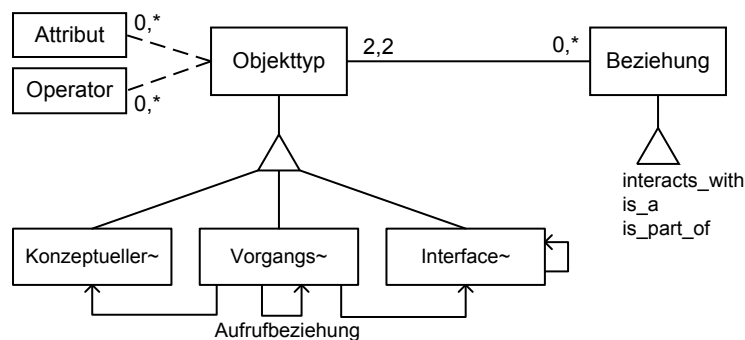 Attribut
0,*
Operator
0,*
Objekttyp
2,2
0,*
Beziehung
interacts_with
is_a
is_part_of
Konzeptueller~
Vorgangs~
Interface~
Aufrufbeziehung